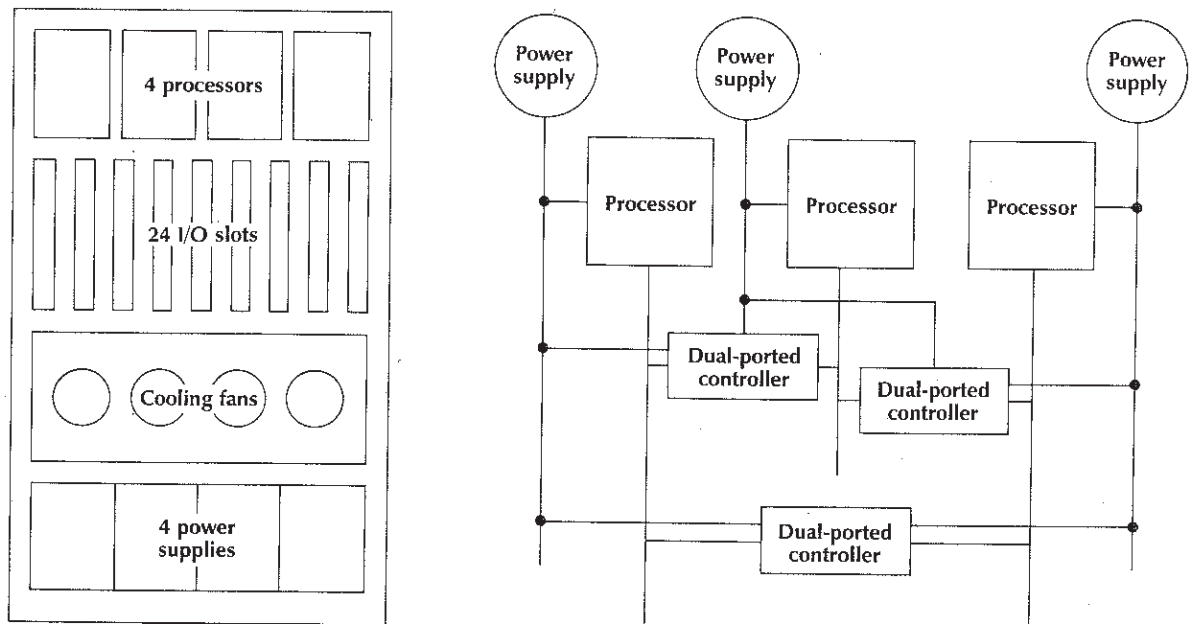 4 processors
24 I/O slots
Cooling fans
4 power
supplies
Power
supply
Power
supply
Power
supply
Processor
Processor
Processor
Dual-ported
controller
Dual-ported
controller
Dual-ported
controller